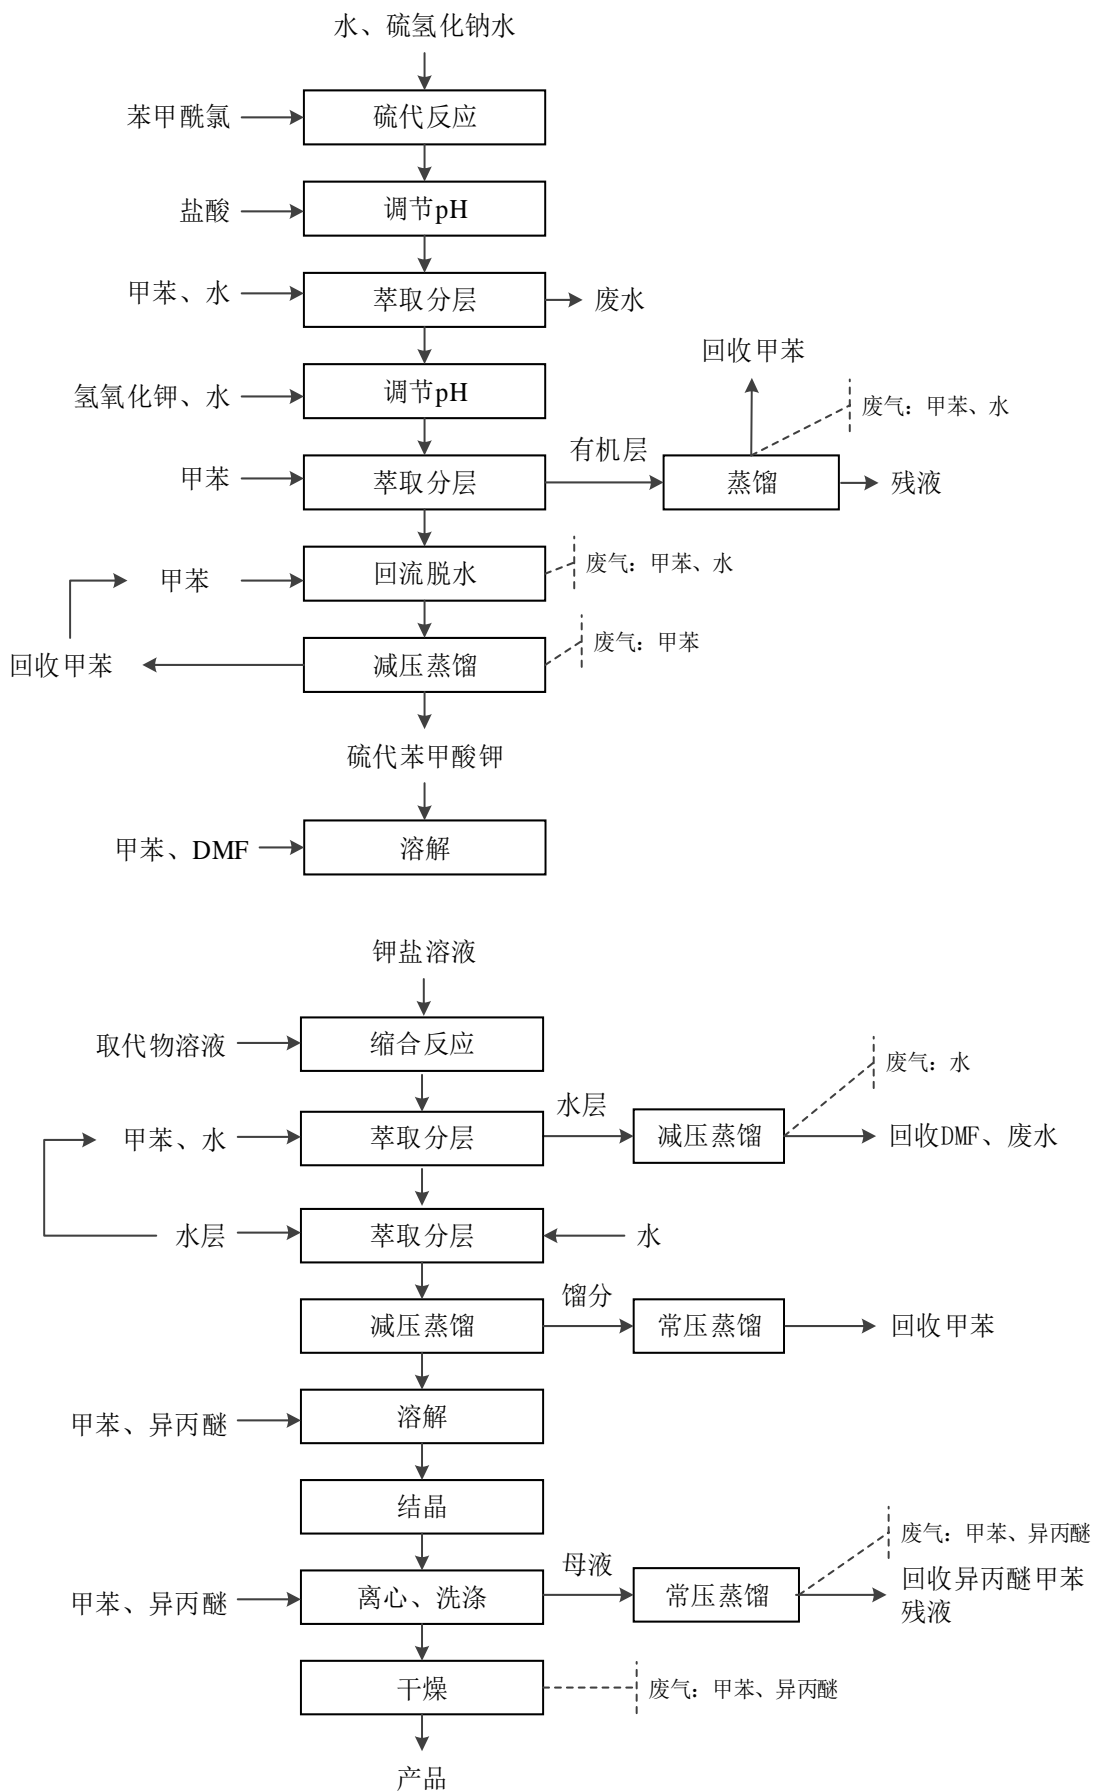 水、硫氢化钠水
苯甲酰氯
硫代反应
盐酸
调节pH
甲苯、水
萃取分层
废水
回收甲苯
氢氧化钾、水
调节pH
废气：甲苯、水
有机层
甲苯
萃取分层
蒸馏
残液
甲苯
回流脱水
废气：甲苯、水
回收甲苯
减压蒸馏
废气：甲苯
硫代苯甲酸钾
甲苯、DMF
溶解
钾盐溶液
取代物溶液
缩合反应
废气：水
水层
甲苯、水
萃取分层
减压蒸馏
回收DMF、废水
水层
萃取分层
水
馏分
减压蒸馏
常压蒸馏
回收甲苯
甲苯、异丙醚
溶解
结晶
废气：甲苯、异丙醚
母液
甲苯、异丙醚
离心、洗涤
常压蒸馏
回收异丙醚甲苯
残液
干燥
废气：甲苯、异丙醚
产品